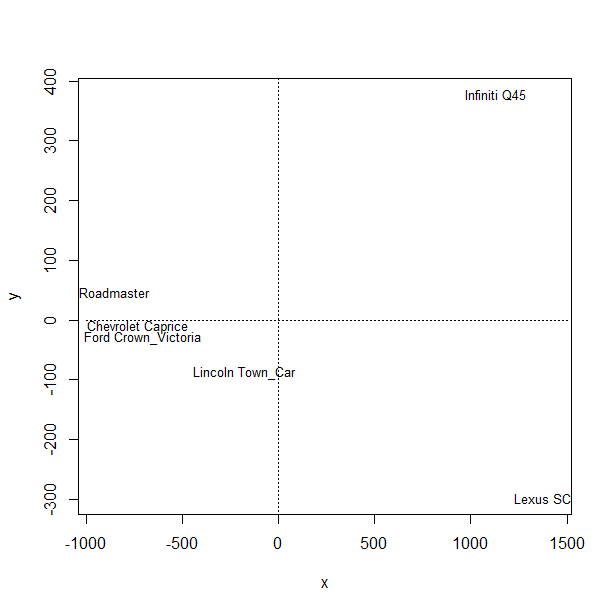 400
Infiniti Q45
300
200
100
Roadmaster
0
Chevrolet Caprice
Ford Crown_Victoria
Lincoln Town_Car
-100
-200
-300
Lexus SC
y
-1000 -500 0 500 1000 1500
x